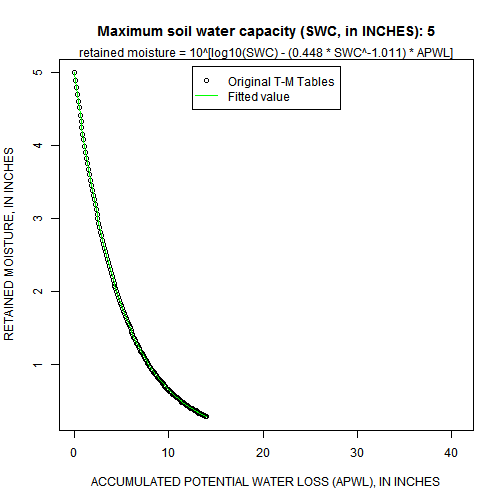 Maximum soil water capacity (SWC, in INCHES): 5
retained moisture = 10^[log10(SWC) - (0.448 * SWC^-1.011) * APWL]
Original T-M Tables
Fitted value
5
4
3
2
1
RETAINED MOISTURE, IN INCHES
0 10 20 30 40
ACCUMULATED POTENTIAL WATER LOSS (APWL), IN INCHES